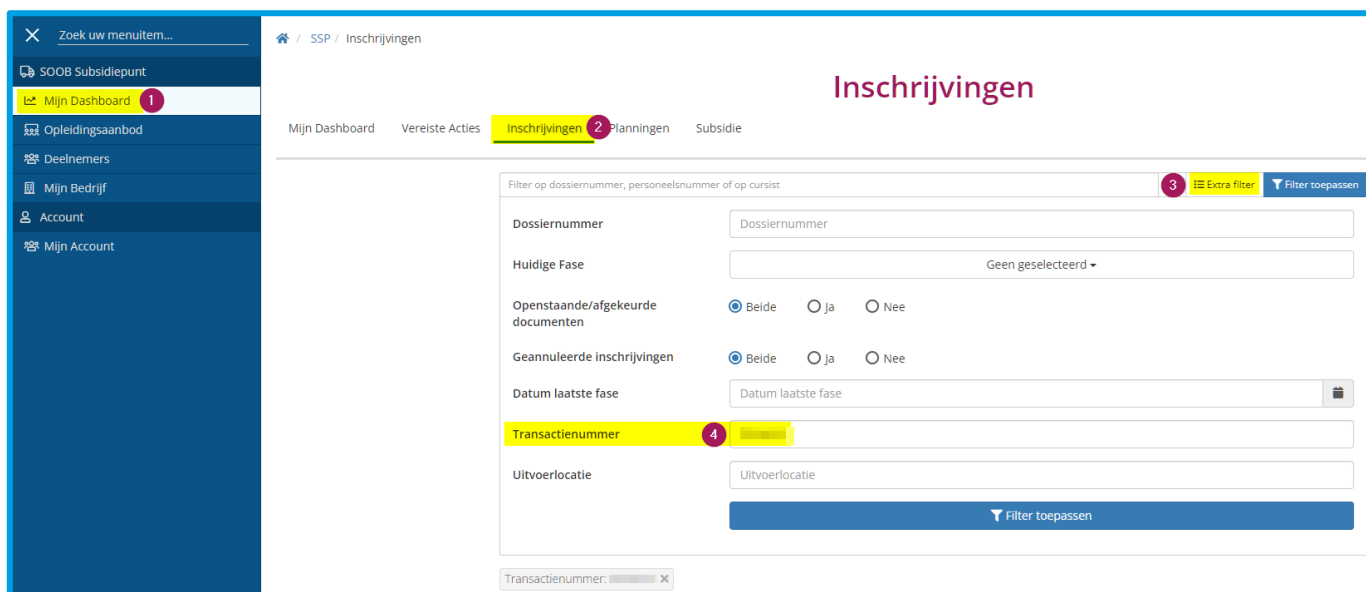 Zoek uw menuitem...
SOOB Subsidiepunt
Mijn Dashboard 1
Opleidingsaanbod
Deelnemers
Mijn Bedrijf
Account
Mijn Account
/ SSP / Inschrijvingen
Inschrijvingen
Mijn Dashboard Vereiste Acties Inschrijvingen 2 Planningen Subsidie
Filter op dossiernummer, personeelsnummer of op cursist 3 Extra filter Filter toepassen
Dossiernummer Dossiernummer
Huidige Fase Geen geselecteerd
Openstaande/afgekeurde documenten Beide Ja Nee
Geannuleerde inschrijvingen Beide Ja Nee
Datum laatste fase Datum laatste fase
Transactienummer 4
Uitvoerlocatie Uitvoerlocatie
Filter toepassen
Transactienummer: